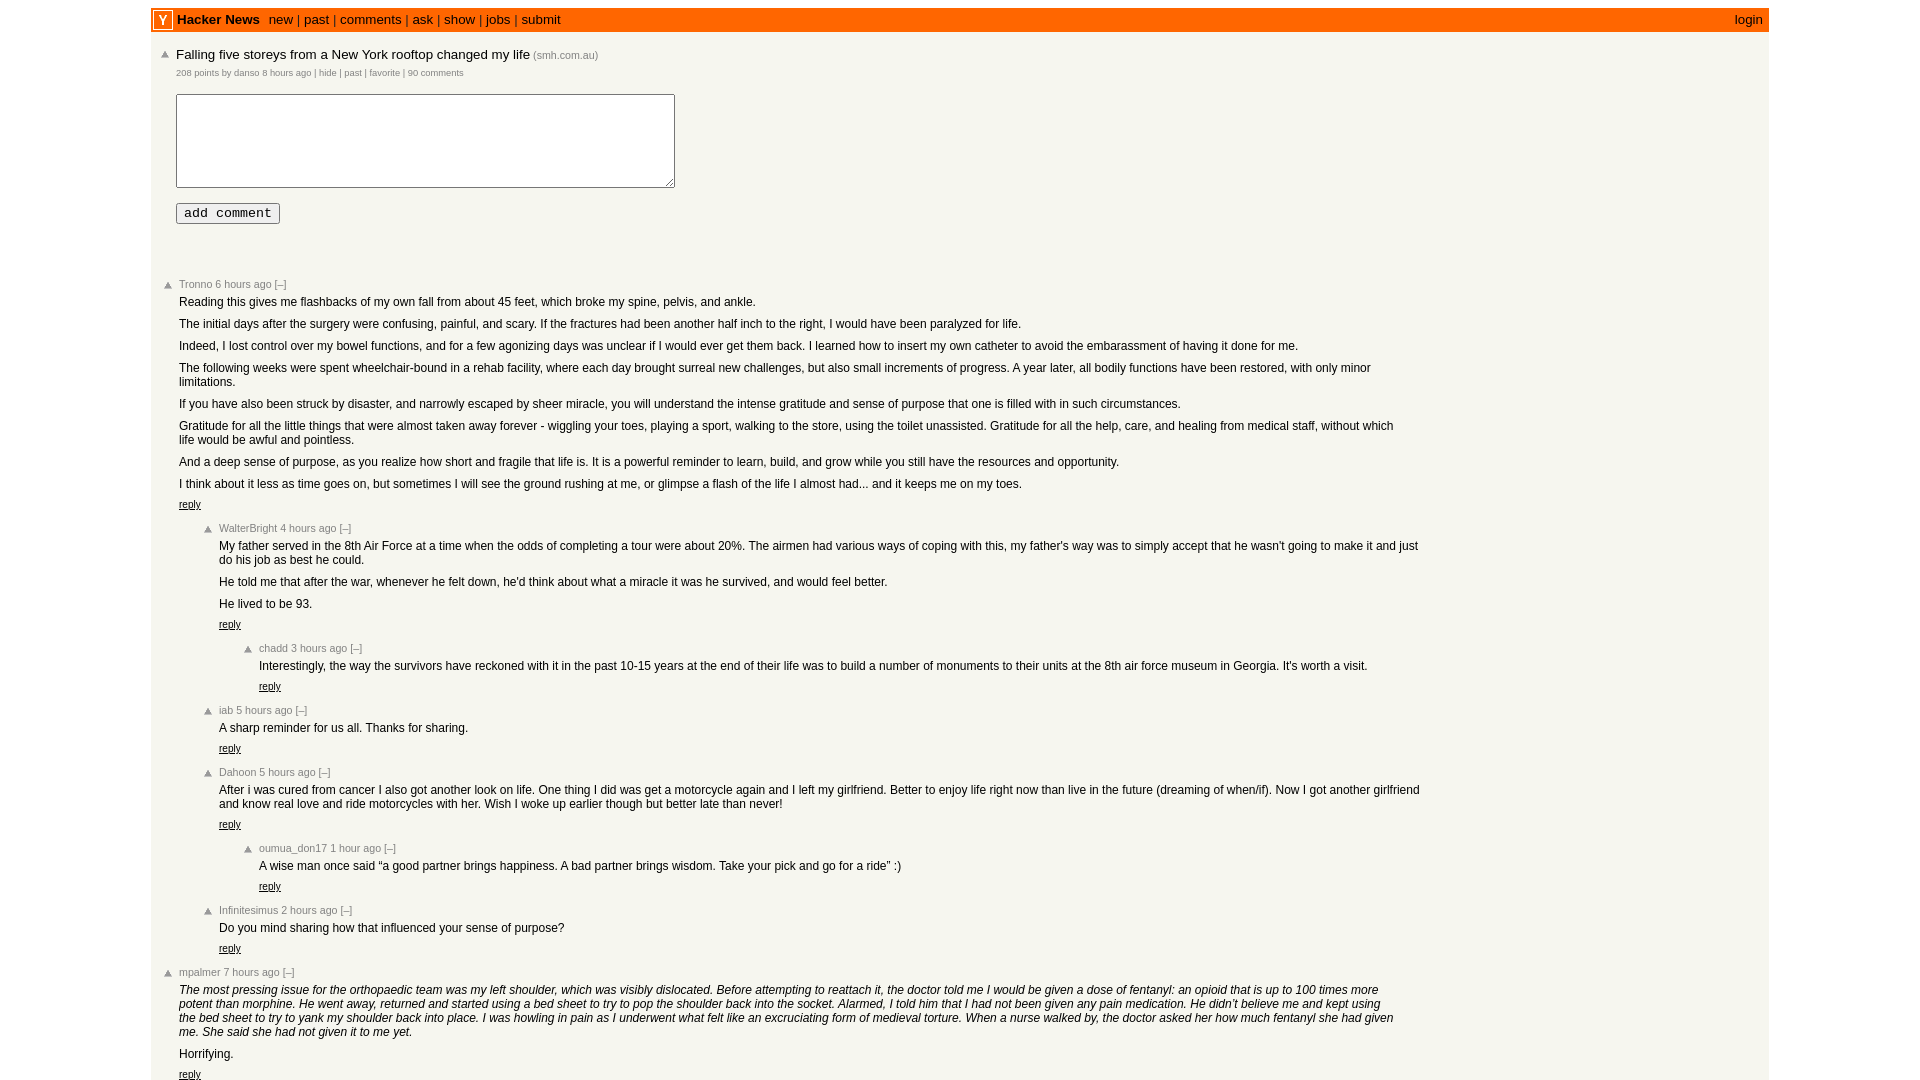 Y Hacker News new | past | comments | ask | show | jobs | submit login
Falling five storeys from a New York rooftop changed my life (smh.com.au)
208 points by danso 8 hours ago | hide | past | favorite | 90 comments
add comment
Tronno 6 hours ago [–]
Reading this gives me flashbacks of my own fall from about 45 feet, which broke my spine, pelvis, and ankle.
The initial days after the surgery were confusing, painful, and scary. If the fractures had been another half inch to the right, I would have been paralyzed for life.
Indeed, I lost control over my bowel functions, and for a few agonizing days was unclear if I would ever get them back. I learned how to insert my own catheter to avoid the embarassment of having it done for me.
The following weeks were spent wheelchair-bound in a rehab facility, where each day brought surreal new challenges, but also small increments of progress. A year later, all bodily functions have been restored, with only minor
limitations.
If you have also been struck by disaster, and narrowly escaped by sheer miracle, you will understand the intense gratitude and sense of purpose that one is filled with in such circumstances.
Gratitude for all the little things that were almost taken away forever - wiggling your toes, playing a sport, walking to the store, using the toilet unassisted. Gratitude for all the help, care, and healing from medical staff, without which
life would be awful and pointless.
And a deep sense of purpose, as you realize how short and fragile that life is. It is a powerful reminder to learn, build, and grow while you still have the resources and opportunity.
I think about it less as time goes on, but sometimes I will see the ground rushing at me, or glimpse a flash of the life I almost had... and it keeps me on my toes.
reply
WalterBright 4 hours ago [–]
My father served in the 8th Air Force at a time when the odds of completing a tour were about 20%. The airmen had various ways of coping with this, my father's way was to simply accept that he wasn't going to make it and just
do his job as best he could.
He told me that after the war, whenever he felt down, he'd think about what a miracle it was he survived, and would feel better.
He lived to be 93.
reply
chadd 3 hours ago [–]
Interestingly, the way the survivors have reckoned with it in the past 10-15 years at the end of their life was to build a number of monuments to their units at the 8th air force museum in Georgia. It's worth a visit.
reply
iab 5 hours ago [–]
A sharp reminder for us all. Thanks for sharing.
reply
Dahoon 5 hours ago [–]
After i was cured from cancer I also got another look on life. One thing I did was get a motorcycle again and I left my girlfriend. Better to enjoy life right now than live in the future (dreaming of when/if). Now I got another girlfriend
and know real love and ride motorcycles with her. Wish I woke up earlier though but better late than never!
reply
oumua_don17 1 hour ago [–]
A wise man once said “a good partner brings happiness. A bad partner brings wisdom. Take your pick and go for a ride” :)
reply
Infinitesimus 2 hours ago [–]
Do you mind sharing how that influenced your sense of purpose?
reply
mpalmer 7 hours ago [–]
The most pressing issue for the orthopaedic team was my left shoulder, which was visibly dislocated. Before attempting to reattach it, the doctor told me I would be given a dose of fentanyl: an opioid that is up to 100 times more
potent than morphine. He went away, returned and started using a bed sheet to try to pop the shoulder back into the socket. Alarmed, I told him that I had not been given any pain medication. He didn’t believe me and kept using
the bed sheet to try to yank my shoulder back into place. I was howling in pain as I underwent what felt like an excruciating form of medieval torture. When a nurse walked by, the doctor asked her how much fentanyl she had given
me. She said she had not given it to me yet.
Horrifying.
reply